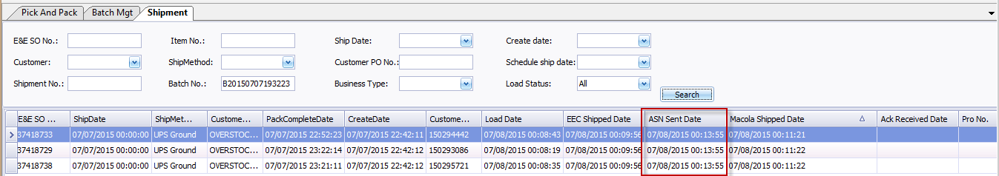 Pick And Pack Batch Mgt Shipment
E&E SO No.: Item No.: Ship Date: Create date:
Customer: ShipMethod: Customer PO No.: Schedule ship date:
Shipment No.: Batch No.: B20150707193223 Business Type: Load Status: All
Search
E&E SO ... ShipDate ShipMet... Custome... PackCompleteDate CreateDate Custome... Load Date EEC Shipped Date ASN Sent Date Macola Shipped Date Ack Received Date Pro No.
37418733 07/07/2015 00:00:00 UPS Ground OVERSTOC... 07/07/2015 22:52:23 07/07/2015 22:42:11 150294442 07/08/2015 00:08:43 07/08/2015 00:09:56 07/08/2015 00:13:55 07/08/2015 00:11:21
37418729 07/07/2015 00:00:00 UPS Ground OVERSTOC... 07/07/2015 23:22:14 07/07/2015 22:42:12 150293086 07/08/2015 00:08:19 07/08/2015 00:09:56 07/08/2015 00:13:55 07/08/2015 00:11:22
37418738 07/07/2015 00:00:00 UPS Ground OVERSTOC... 07/07/2015 23:21:11 07/07/2015 22:42:12 150295721 07/08/2015 00:08:36 07/08/2015 00:09:56 07/08/2015 00:13:55 07/08/2015 00:11:22